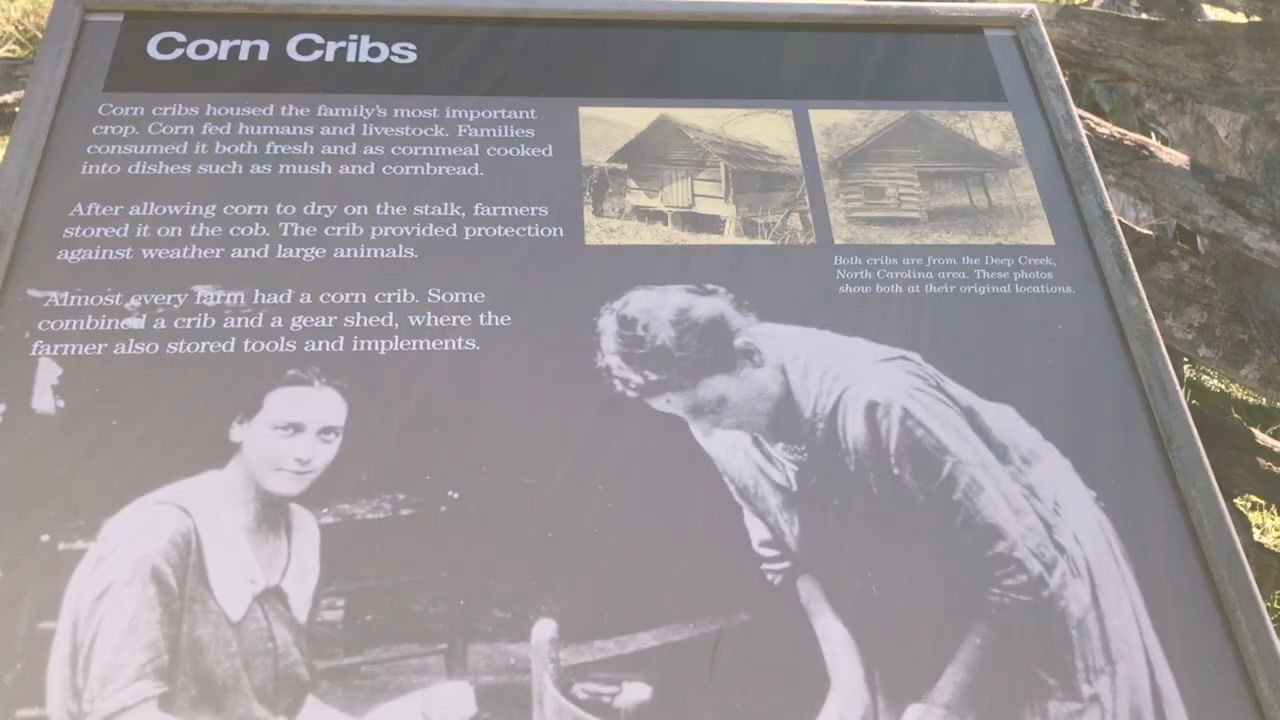 Corn Cribs
Corn cribs housed the family's most important
crop. Corn fed humans and livestock. Families
consumed it both fresh and as cornmeal cooked
into dishes such as mush and cornbread.
After allowing corn to dry on the stalk, farmers
stored it on the cob. The crib provided protection
against weather and large animals.
Almost every farm had a corn crib. Some
combined a crib and a gear shed, where the
farmer also stored tools and implements.
Both cribs are from the Deep Creek,
North Carolina area. These photos
show both at their original locations.